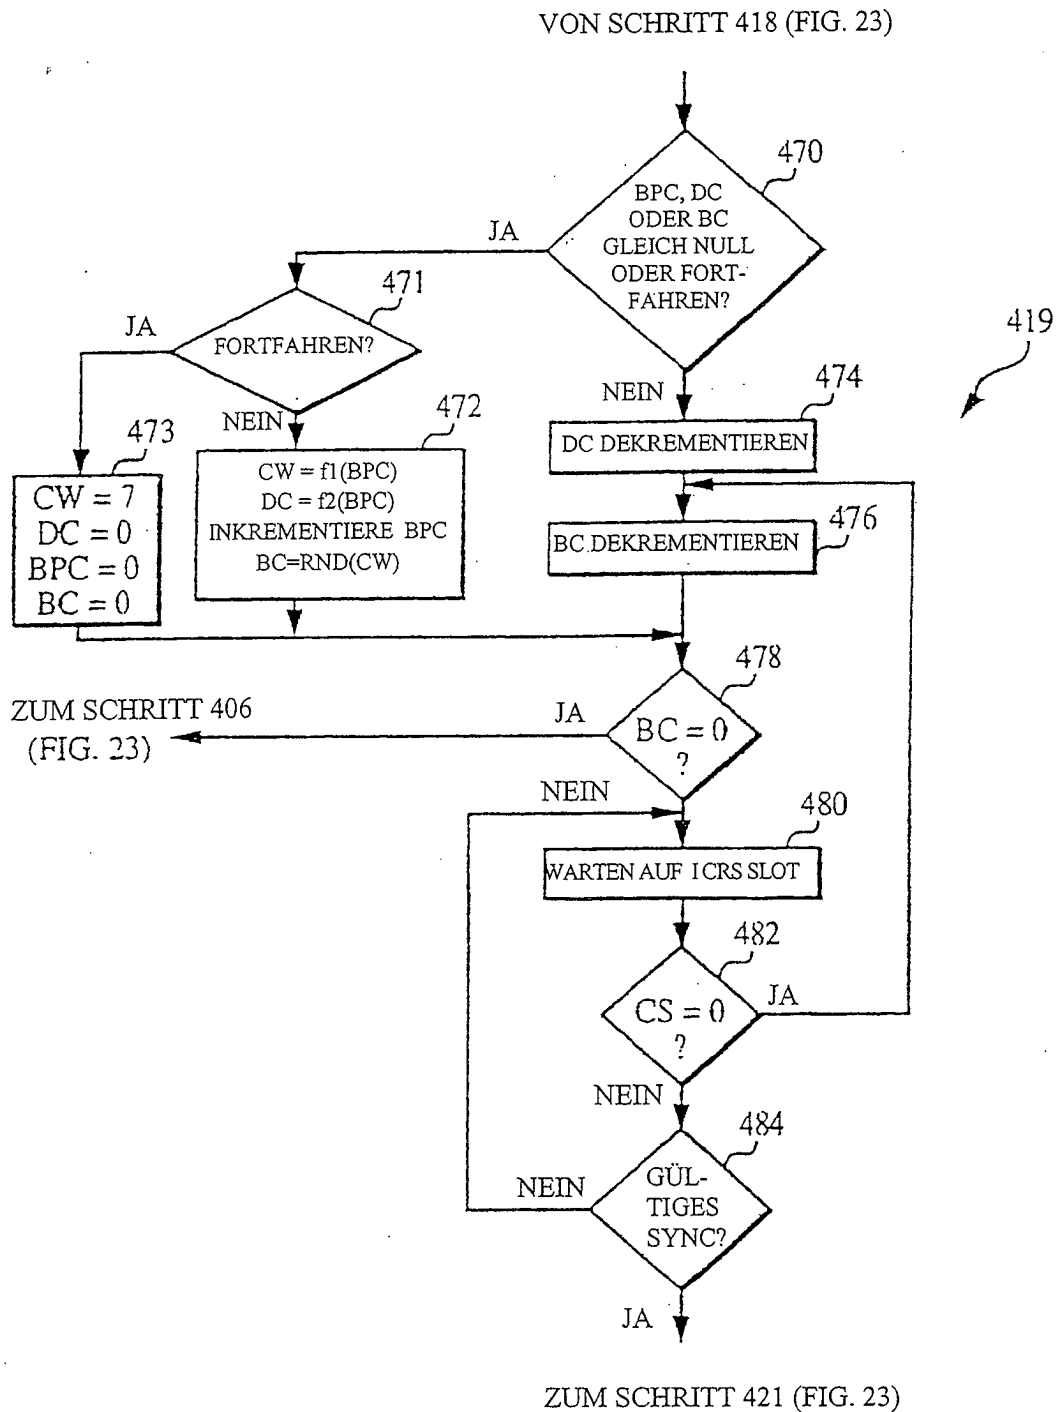 VON SCHRITT 418 (FIG. 23)
470
BPC, DC
ODER BC
GLEICH NULL
ODER FORT-
FAHREN?
JA
471
FORTFAHREN?
JA
419
NEIN
474
DC DEKREMENTIEREN
NEIN
472
CW = f1(BPC)
DC = f2(BPC)
INKREMENTIERE BPC
BC=RND(CW)
473
CW = 7
DC = 0
BPC = 0
BC = 0
476
BC DEKREMENTIEREN
478
BC = 0
?
JA
ZUM SCHRITT 406
(FIG. 23)
NEIN
480
WARTEN AUF 1 CRS SLOT
482
CS = 0
?
JA
NEIN
484
GÜL-
TIGES
SYNC?
NEIN
JA
ZUM SCHRITT 421 (FIG. 23)